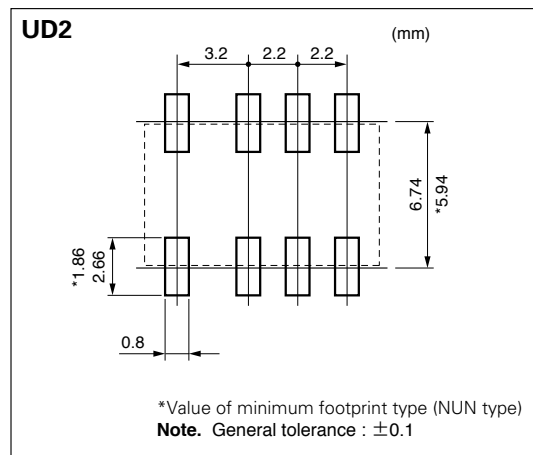 UD2
(mm)
3.2 2.2 2.2
6.74
*5.94
*1.86
2.66
0.8
*Value of minimum footprint type (NUN type)
Note. General tolerance : ±0.1